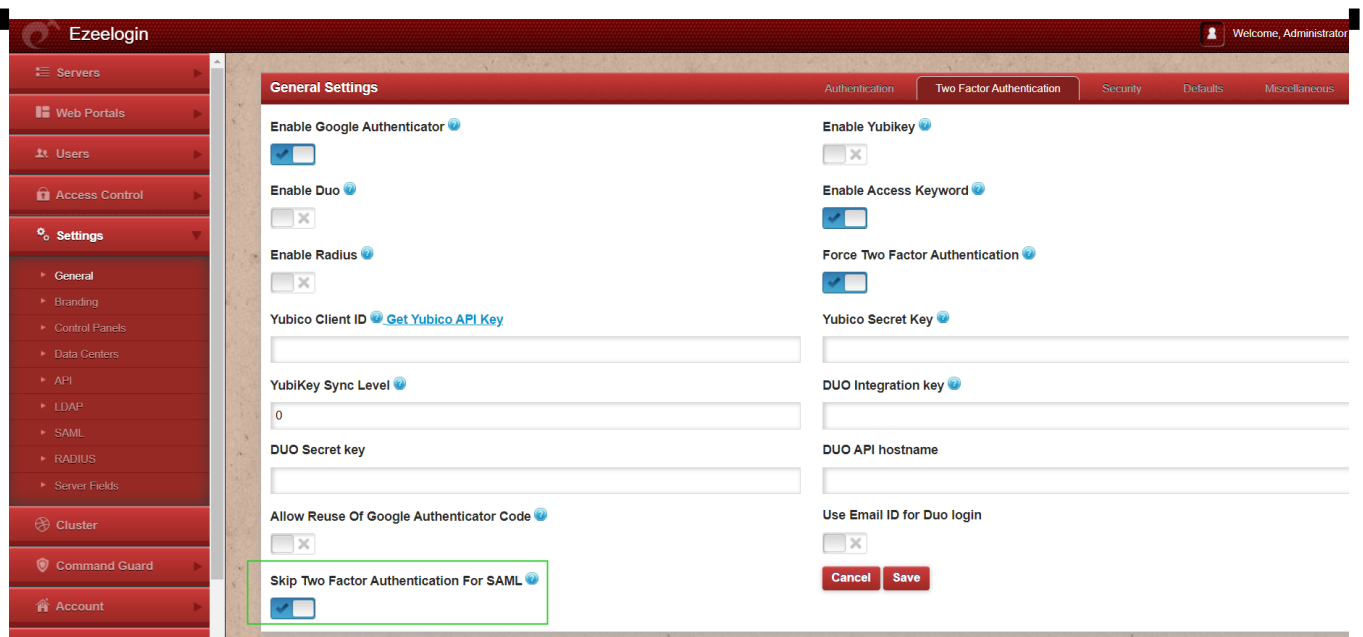 Ezeelogin
Welcome, Administrator
Servers
Web Portals
Users
Access Control
Settings
General
Branding
Control Panels
Data Centers
API
LDAP
SAML
RADIUS
Server Fields
Cluster
Command Guard
Account
General Settings
Authentication
Two Factor Authentication
Security
Defaults
Miscellaneous
Enable Google Authenticator
Enable Yubikey
Enable Duo
Enable Access Keyword
Enable Radius
Force Two Factor Authentication
Yubico Client ID Get Yubico API Key
Yubico Secret Key
YubiKey Sync Level
0
DUO Integration key
DUO Secret key
DUO API hostname
Allow Reuse Of Google Authenticator Code
Use Email ID for Duo login
Skip Two Factor Authentication For SAML
Cancel
Save